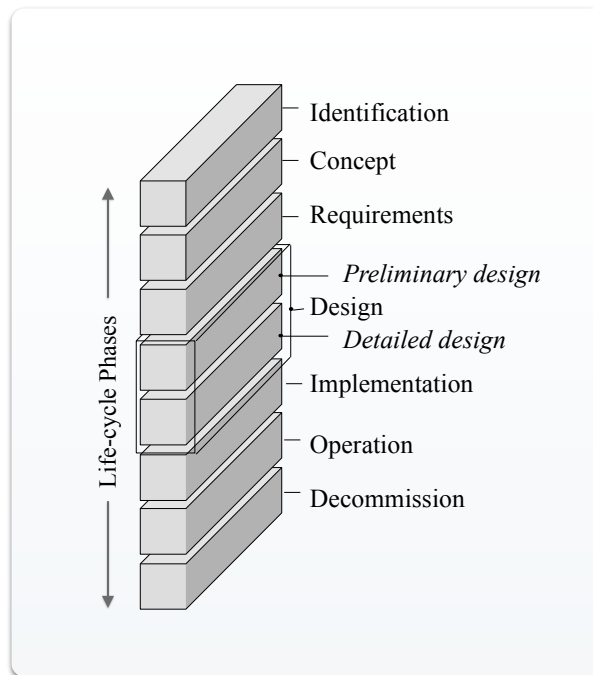 Identification
Concept
Requirements
Preliminary design
Design
Detailed design
Implementation
Operation
Decommission
Life-cycle Phases